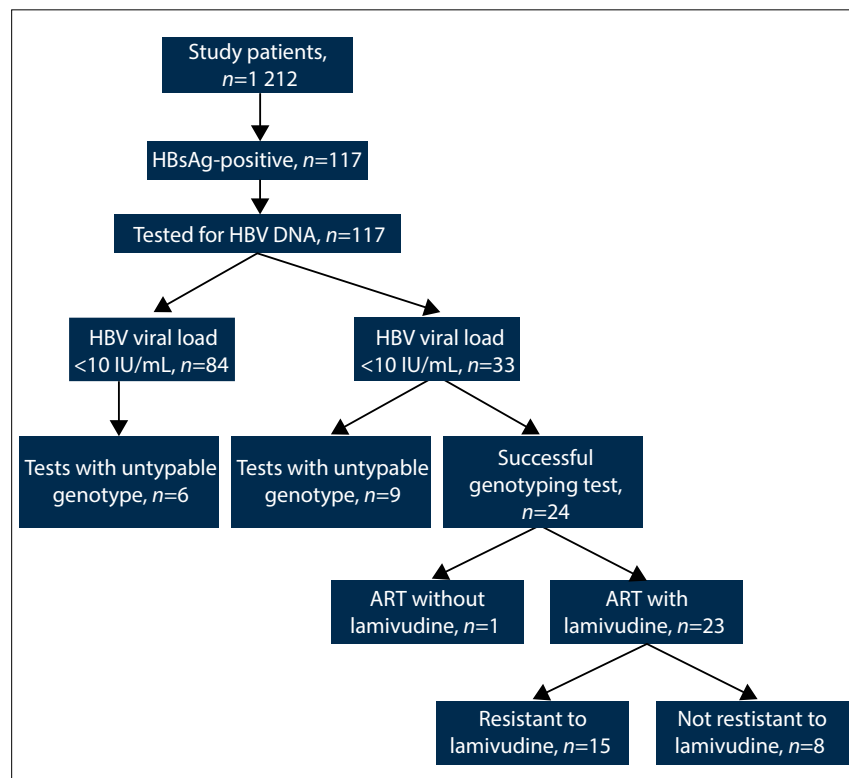 Study patients,
n=1 212
HBsAg-positive, n=117
Tested for HBV DNA, n=117
HBV viral load
<10 IU/mL, n=84
HBV viral load
<10 IU/mL, n=33
Tests with untypable
genotype, n=6
Tests with untypable
genotype, n=9
Successful
genotyping test,
n=24
ART without
lamivudine, n=1
ART with
lamivudine, n=23
Resistant to
lamivudine, n=15
Not restistant to
lamivudine, n=8